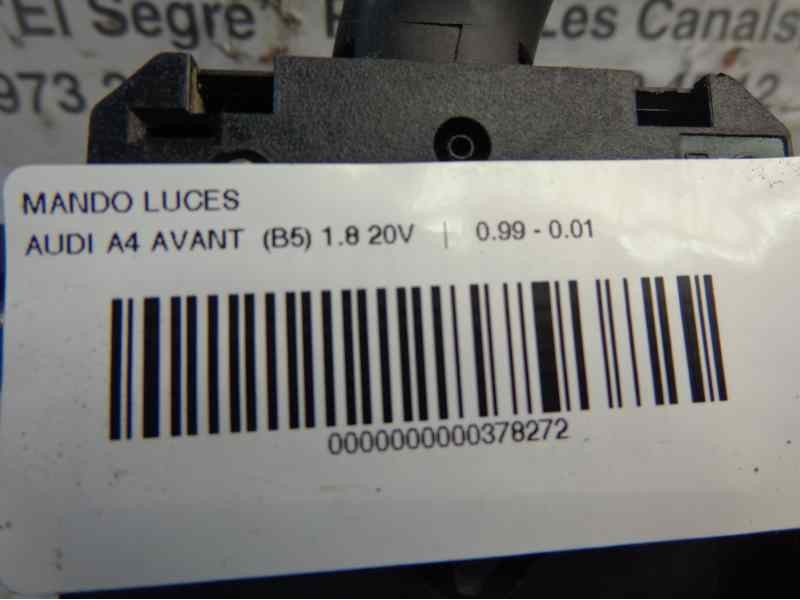 "El Segre"
Les Canals
973
MANDO LUCES
AUDI A4 AVANT (B5) 1.8 20V | 0.99 - 0.01
0000000000378272